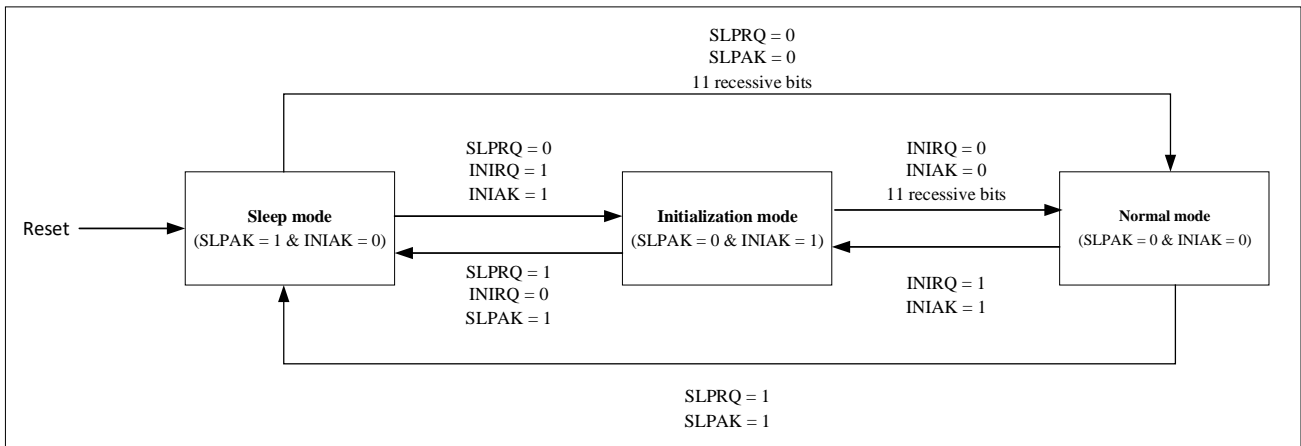 SLPRQ = 0
SLPAK = 0
11 recessive bits
SLPRQ = 0
INIRQ = 1
INIAK = 1
INIRQ = 0
INIAK = 0
11 recessive bits
Reset
Sleep mode
(SLPAK = 1 & INIAK = 0)
Initialization mode
(SLPAK = 0 & INIAK = 1)
Normal mode
(SLPAK = 0 & INIAK = 0)
SLPRQ = 1
INIRQ = 0
SLPAK = 1
INIRQ = 1
INIAK = 1
SLPRQ = 1
SLPAK = 1